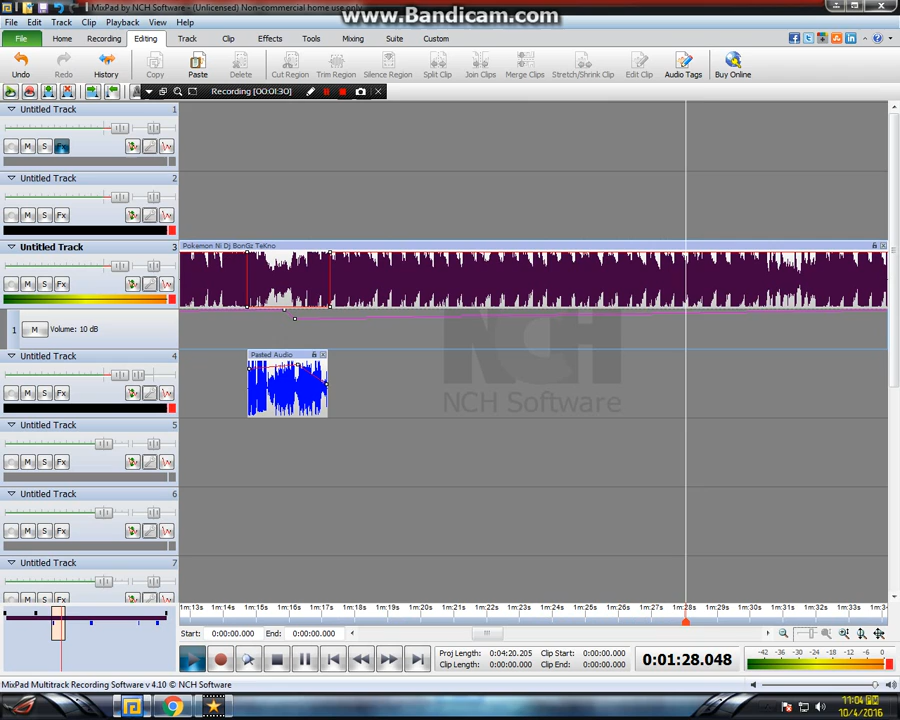 MixPad by NCH Software - (Unlicensed) Non-commercial home use only
www.Bandicam.com
File Edit Track Clip Playback View Help
File Home Recording Editing Track Clip Effects Tools Mixing Suite Custom
Undo Redo History Copy Paste Delete Cut Region Trim Region Silence Region Split Clip Join Clips Merge Clips Stretch/Shrink Clip Edit Clip Audio Tags Buy Online
Recording [00:01:30]
Untitled Track 1
M S Fx
Untitled Track 2
M S Fx
Untitled Track 3
Pokemon Ni Dj BonGz TeKno
M S Fx
1 M Volume: 10 dB
Untitled Track 4
Pasted Audio
M S Fx
NCH
NCH Software
Untitled Track 5
M S Fx
Untitled Track 6
M S Fx
Untitled Track 7
M S Fx
1m:13s 1m:14s 1m:15s 1m:16s 1m:17s 1m:18s 1m:19s 1m:20s 1m:21s 1m:22s 1m:23s 1m:24s 1m:25s 1m:26s 1m:27s 1m:28s 1m:29s 1m:30s 1m:31s 1m:32s 1m:33s 1m:34
Start: 0:00:00.000 End: 0:00:00.000
Proj Length: 0:04:20.205 Clip Start: 0:00:00.000
Clip Length: 0:00:00.000 Clip End: 0:00:00.000
0:01:28.048
-42 -36 -30 -24 -18 -12 -6 0
MixPad Multitrack Recording Software v 4.10 © NCH Software
11:04 PM
10/4/2016